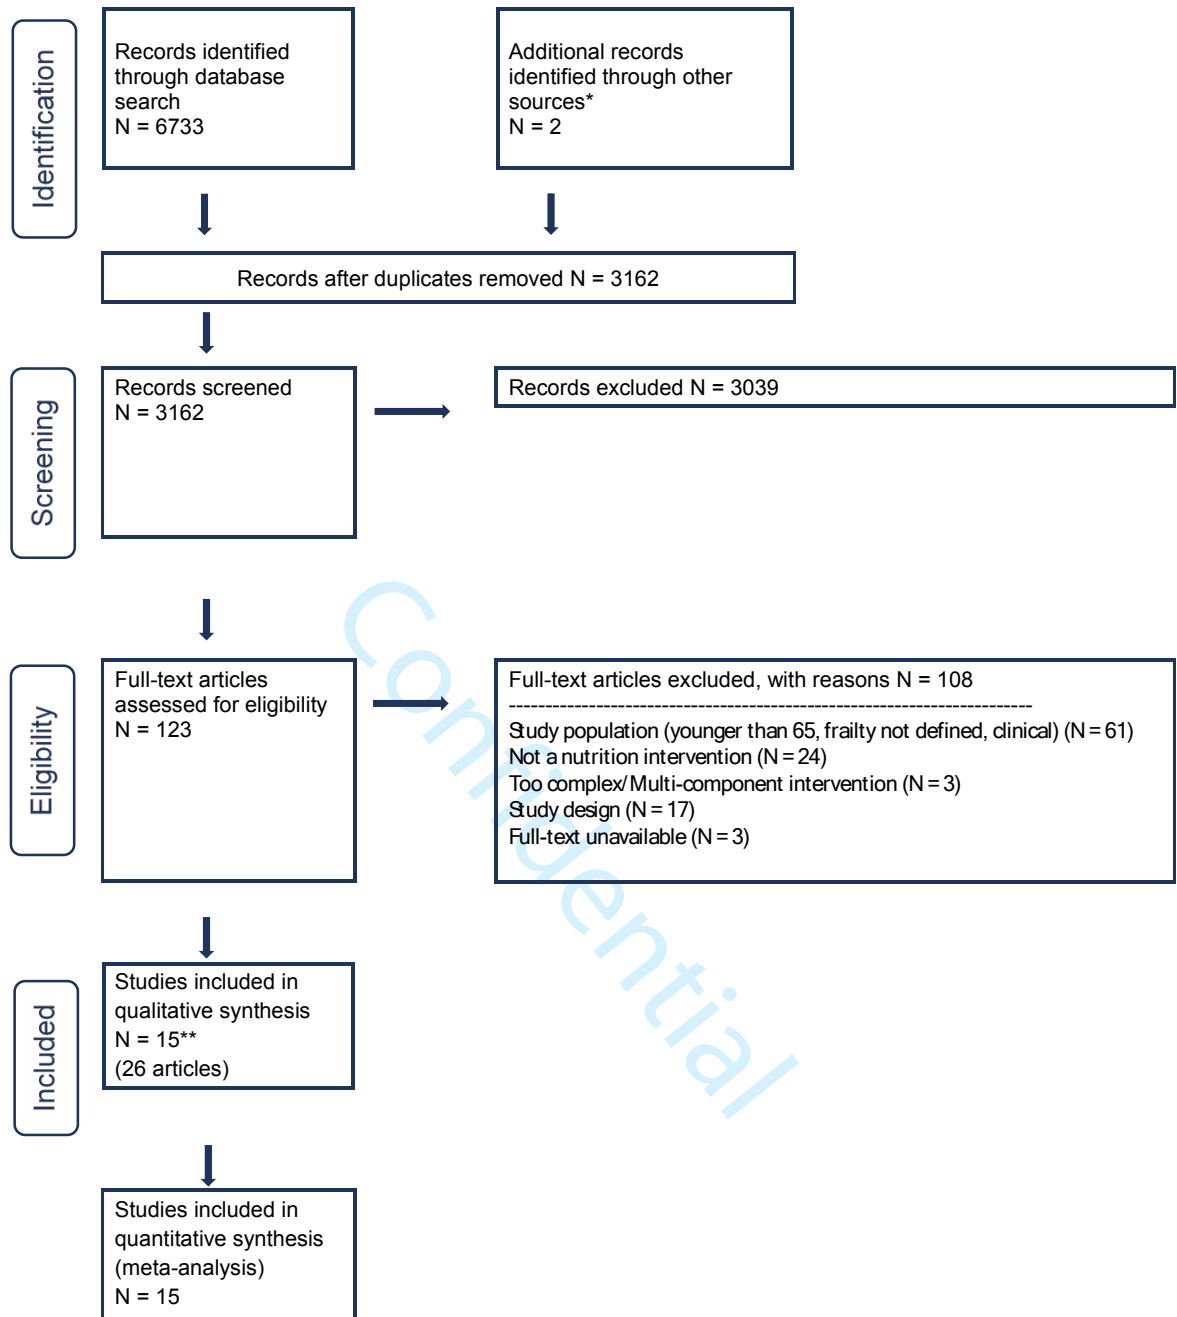 Identification
Records identified
through database
search
N = 6733
Additional records
identified through other
sources*
N = 2
Records after duplicates removed N = 3162
Screening
Records screened
N = 3162
Records excluded N = 3039
Eligibility
Full-text articles
assessed for eligibility
N = 123
Full-text articles excluded, with reasons N = 108
------------------------------------------------------------------------
Study population (younger than 65, frailty not defined, clinical) (N = 61)
Not a nutrition intervention (N = 24)
Too complex/ Multi-component intervention (N = 3)
Study design (N = 17)
Full-text unavailable (N = 3)
Included
Studies included in
qualitative synthesis
N = 15**
(26 articles)
Studies included in
quantitative synthesis
(meta-analysis)
N = 15
Confidential